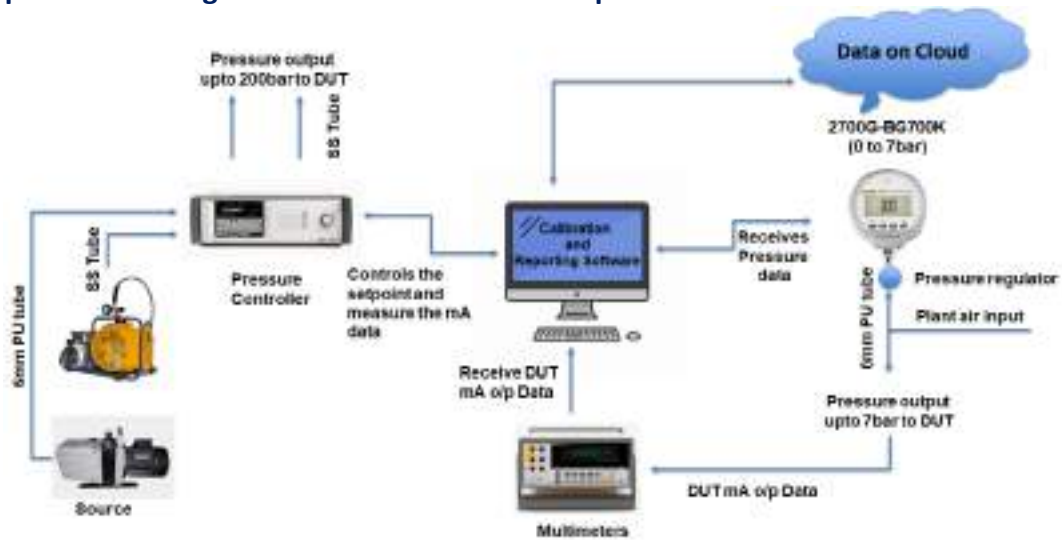 Pressure output
upto 200bar to DUT
SS Tube
Data on Cloud
2700G-BG700K
(0 to 7bar)
6mm PU tube
SS Tube
Pressure
Controller
Controls the
setpoint and
measure the mA
data
Calibration
and
Reporting Software
Receives
Pressure
data
Pressure regulator
6mm PU tube
Plant air input
Receive DUT
mA o/p Data
Pressure output
upto 7bar to DUT
DUT mA o/p Data
Source
Multimeters